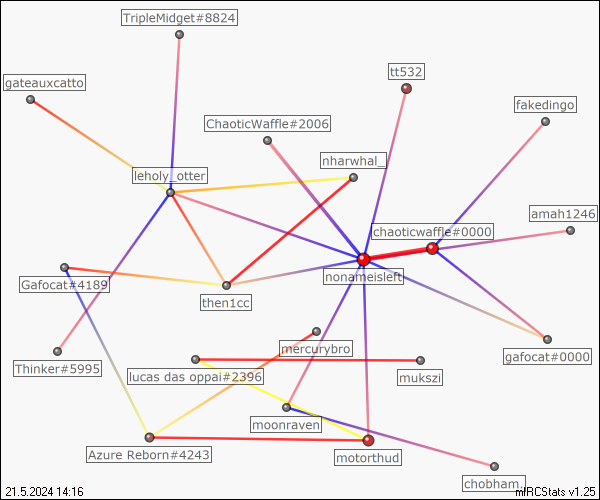 TripleMidget#8824
tt532
gateauxcatto
fakedingo
ChaoticWaffle#2006
nharwhal_
leholy_otter
amah1246
chaoticwaffle#0000
nonameisleft
Gafocat#4189
then1cc
mercurybro
gafocat#0000
Thinker#5995
lucas das oppai#2396
mukszi
moonraven
Azure Reborn#4243
motorthud
chobham.
21.5.2024 14:16
mIRCStats v1.25